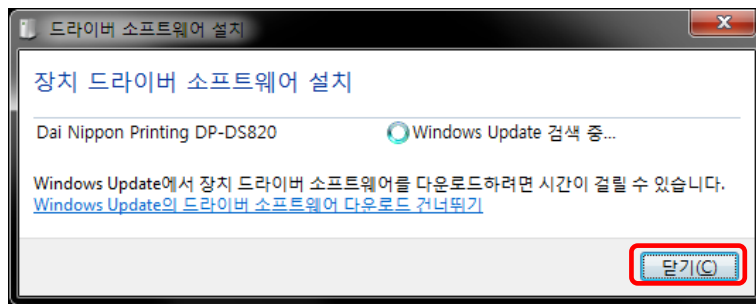 드라이버 소프트웨어 설치
장치 드라이버 소프트웨어 설치
Dai Nippon Printing DP-DS820 Windows Update 검색 중...
Windows Update에서 장치 드라이버 소프트웨어를 다운로드하려면 시간이 걸릴 수 있습니다.
Windows Update의 드라이버 소프트웨어 다운로드 건너뛰기
닫기(C)